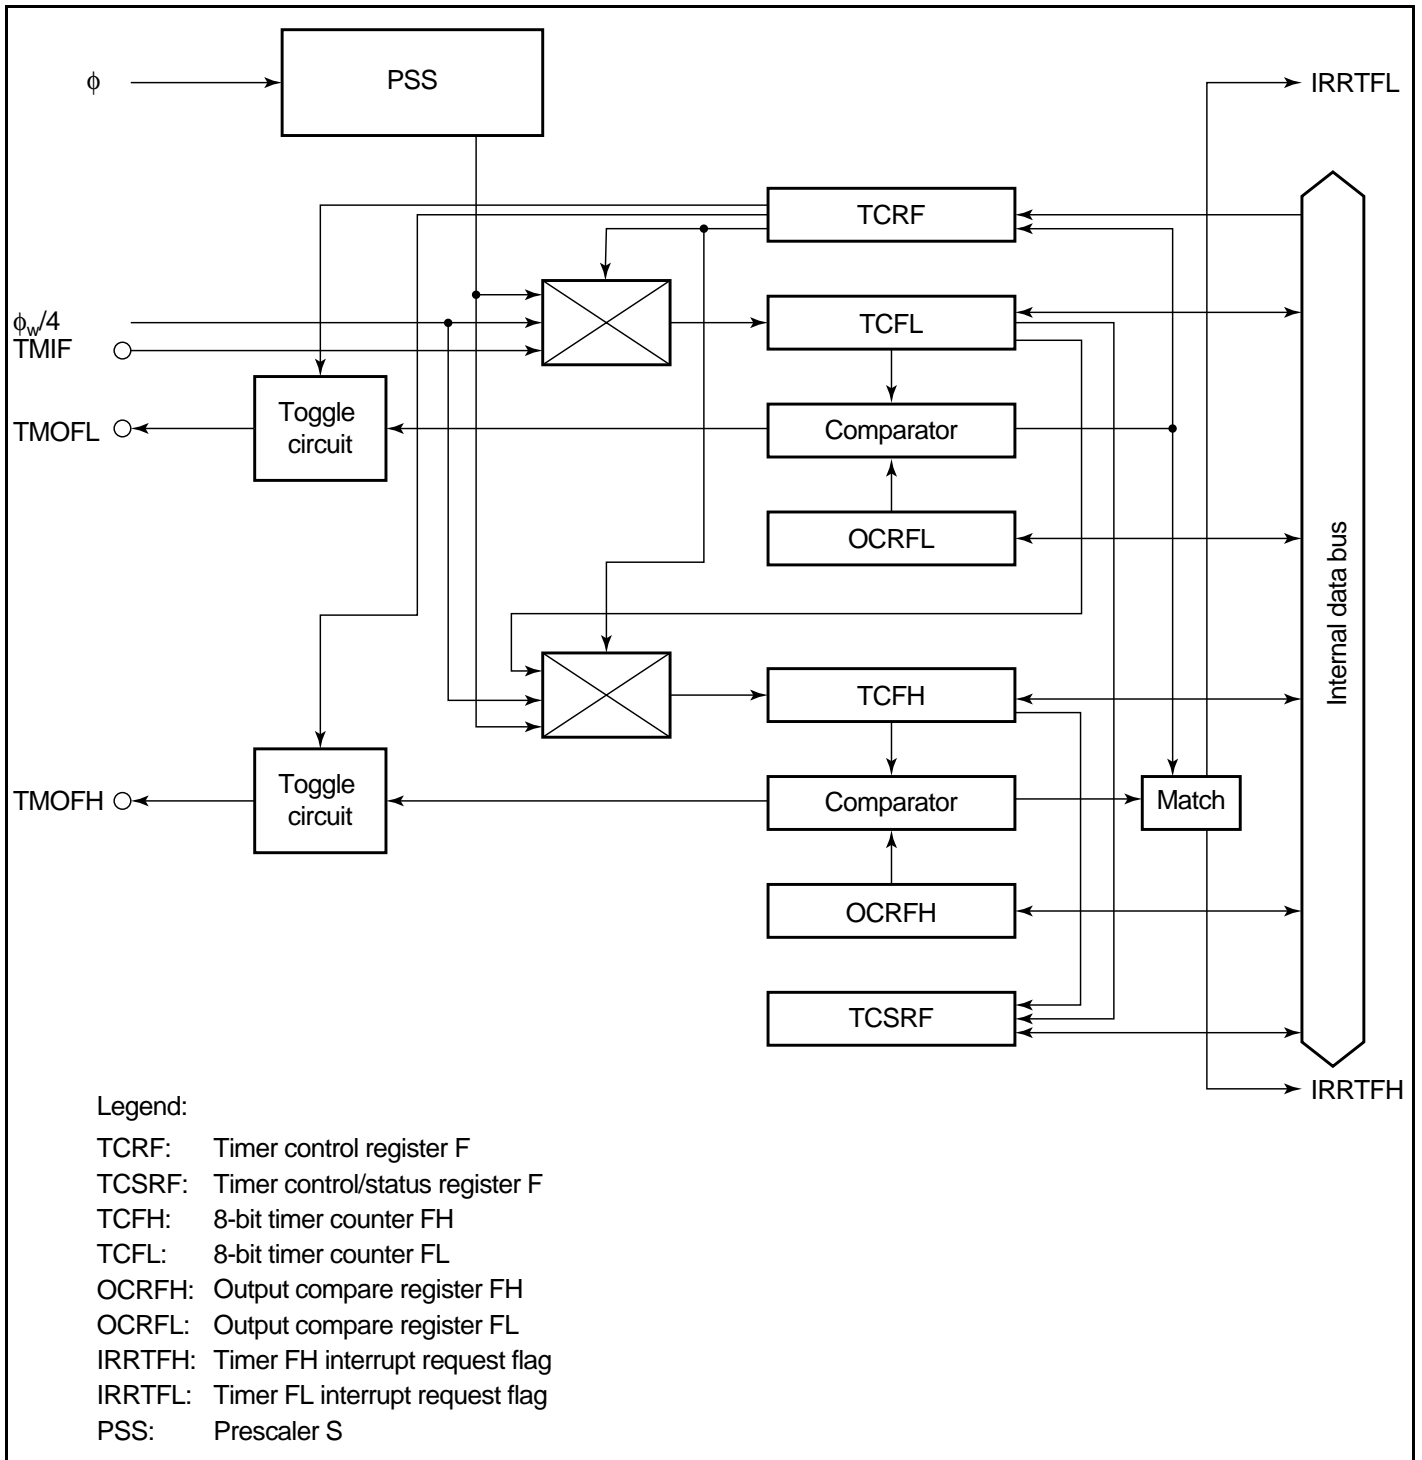 ϕ
PSS
IRRTFL
TCRF
ϕw/4
TCFL
TMIF
Toggle
circuit
TMOFL
Comparator
OCRFL
Internal data bus
TCFH
Toggle
circuit
TMOFH
Comparator
Match
OCRFH
TCSRF
IRRTFH
Legend:
TCRF: Timer control register F
TCSRF: Timer control/status register F
TCFH: 8-bit timer counter FH
TCFL: 8-bit timer counter FL
OCRFH: Output compare register FH
OCRFL: Output compare register FL
IRRTFH: Timer FH interrupt request flag
IRRTFL: Timer FL interrupt request flag
PSS: Prescaler S